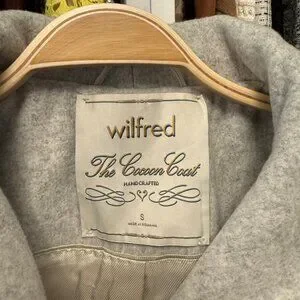 wilfred
The Cocoon Coat
HANDCRAFTED
S